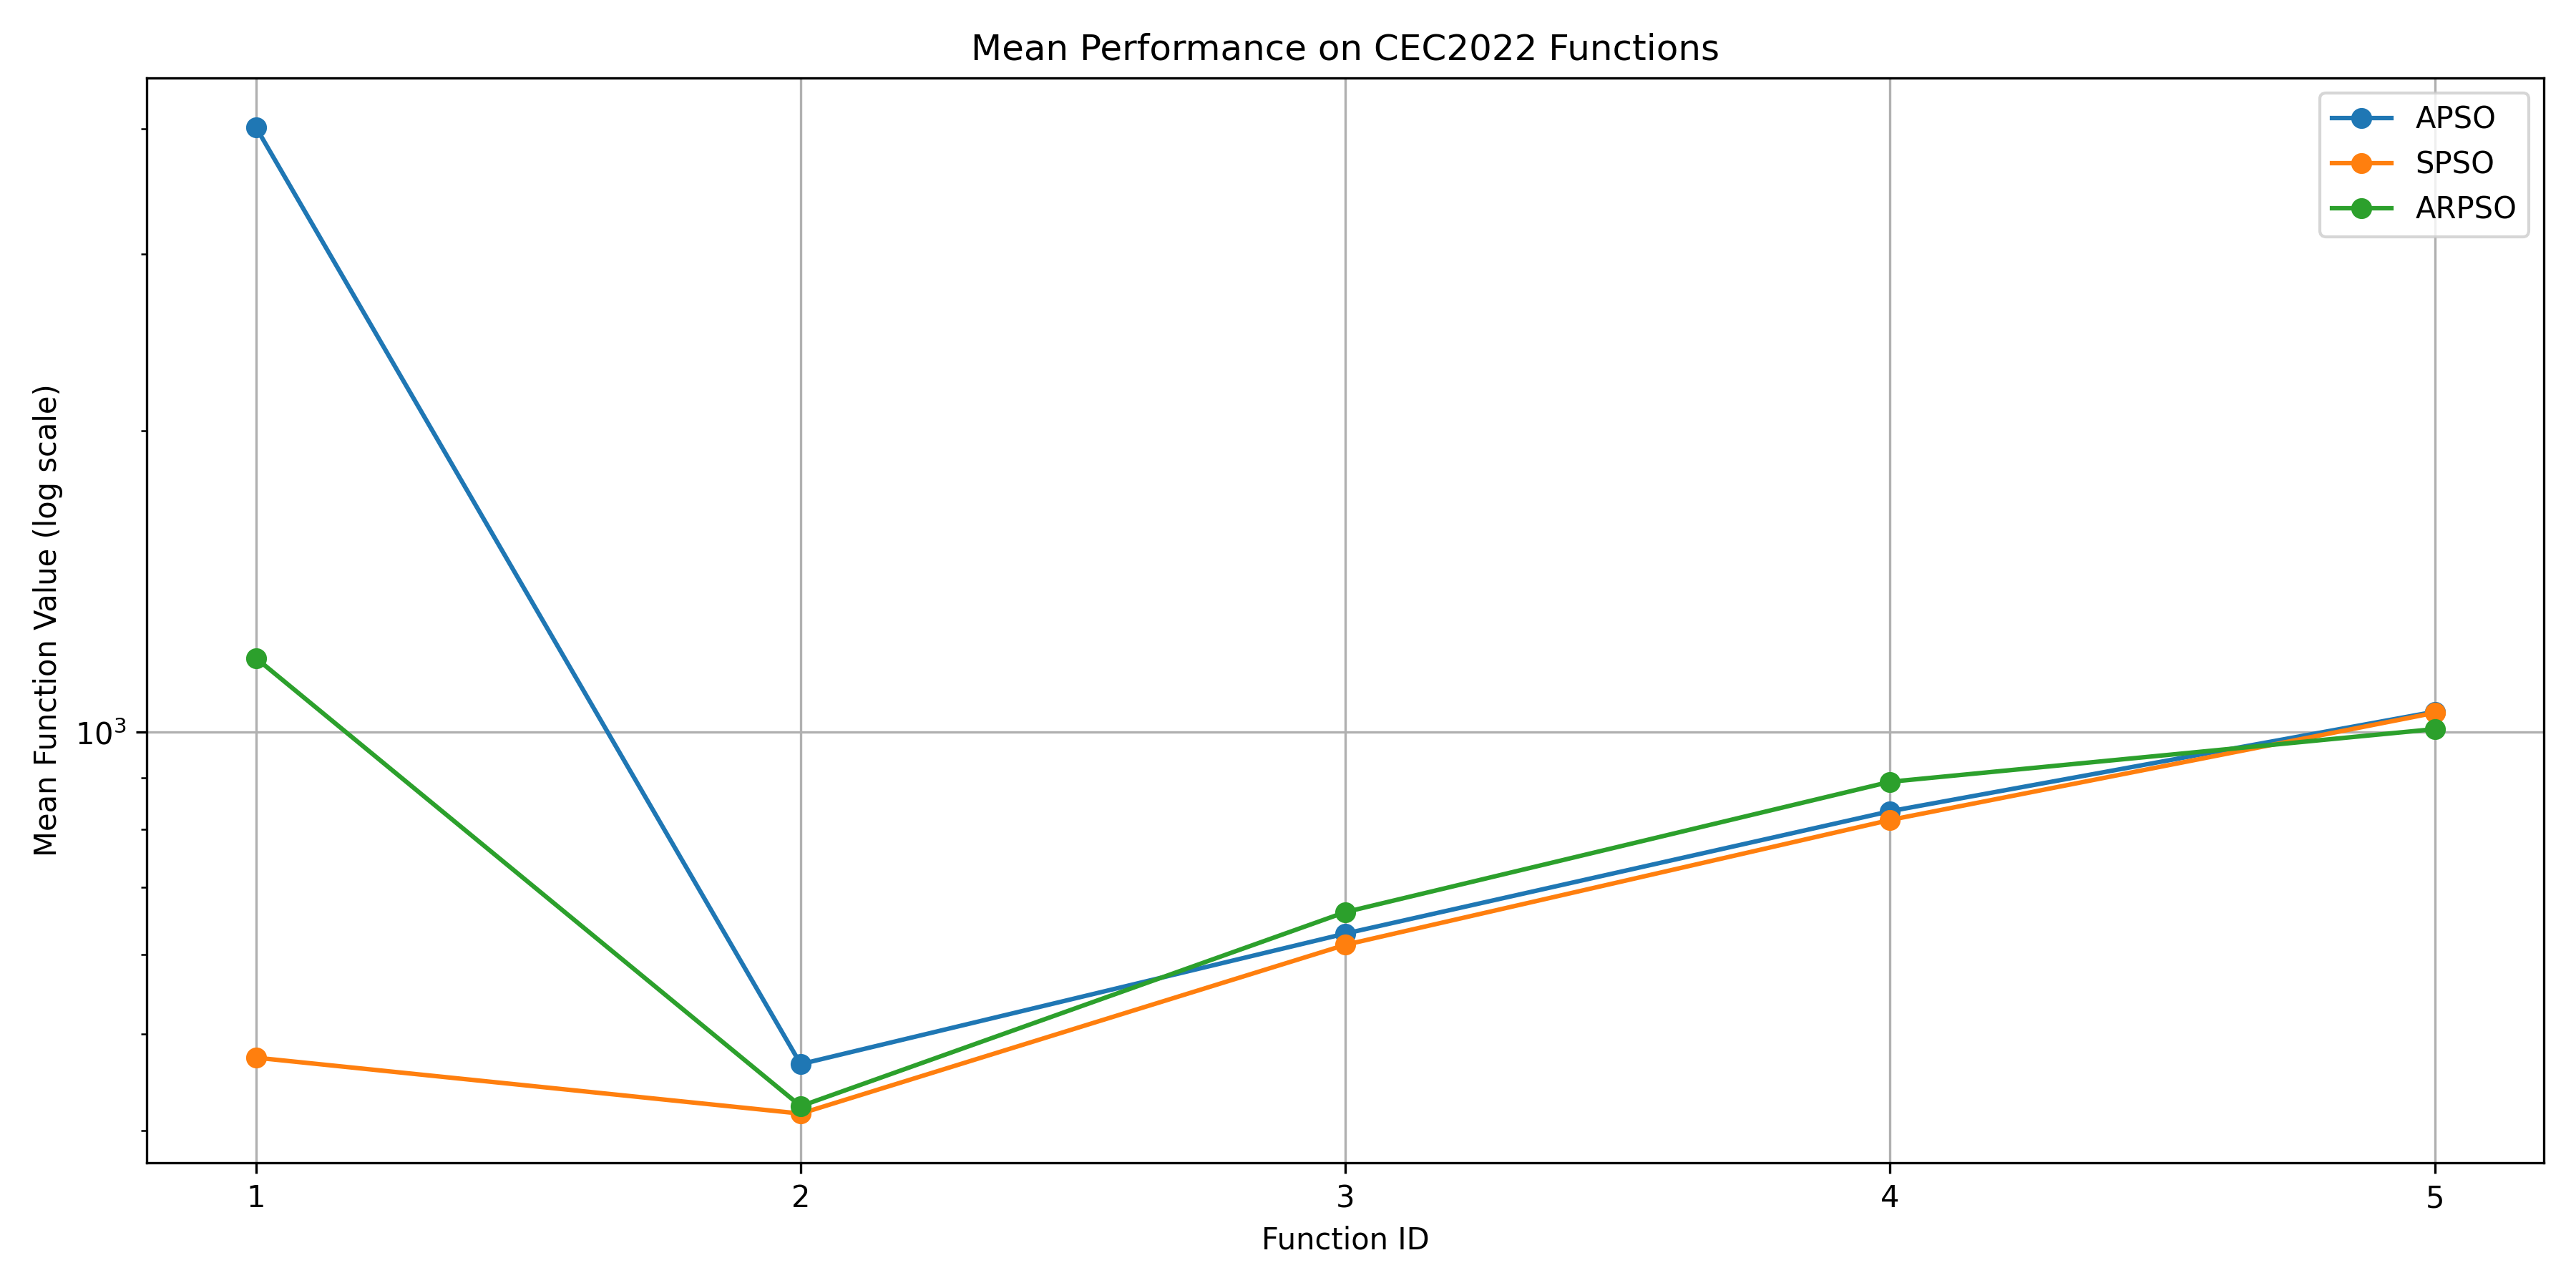 Mean Performance on CEC2022 Functions
APSO
SPSO
ARPSO
Mean Function Value (log scale)
10³
1 2 3 4 5
Function ID